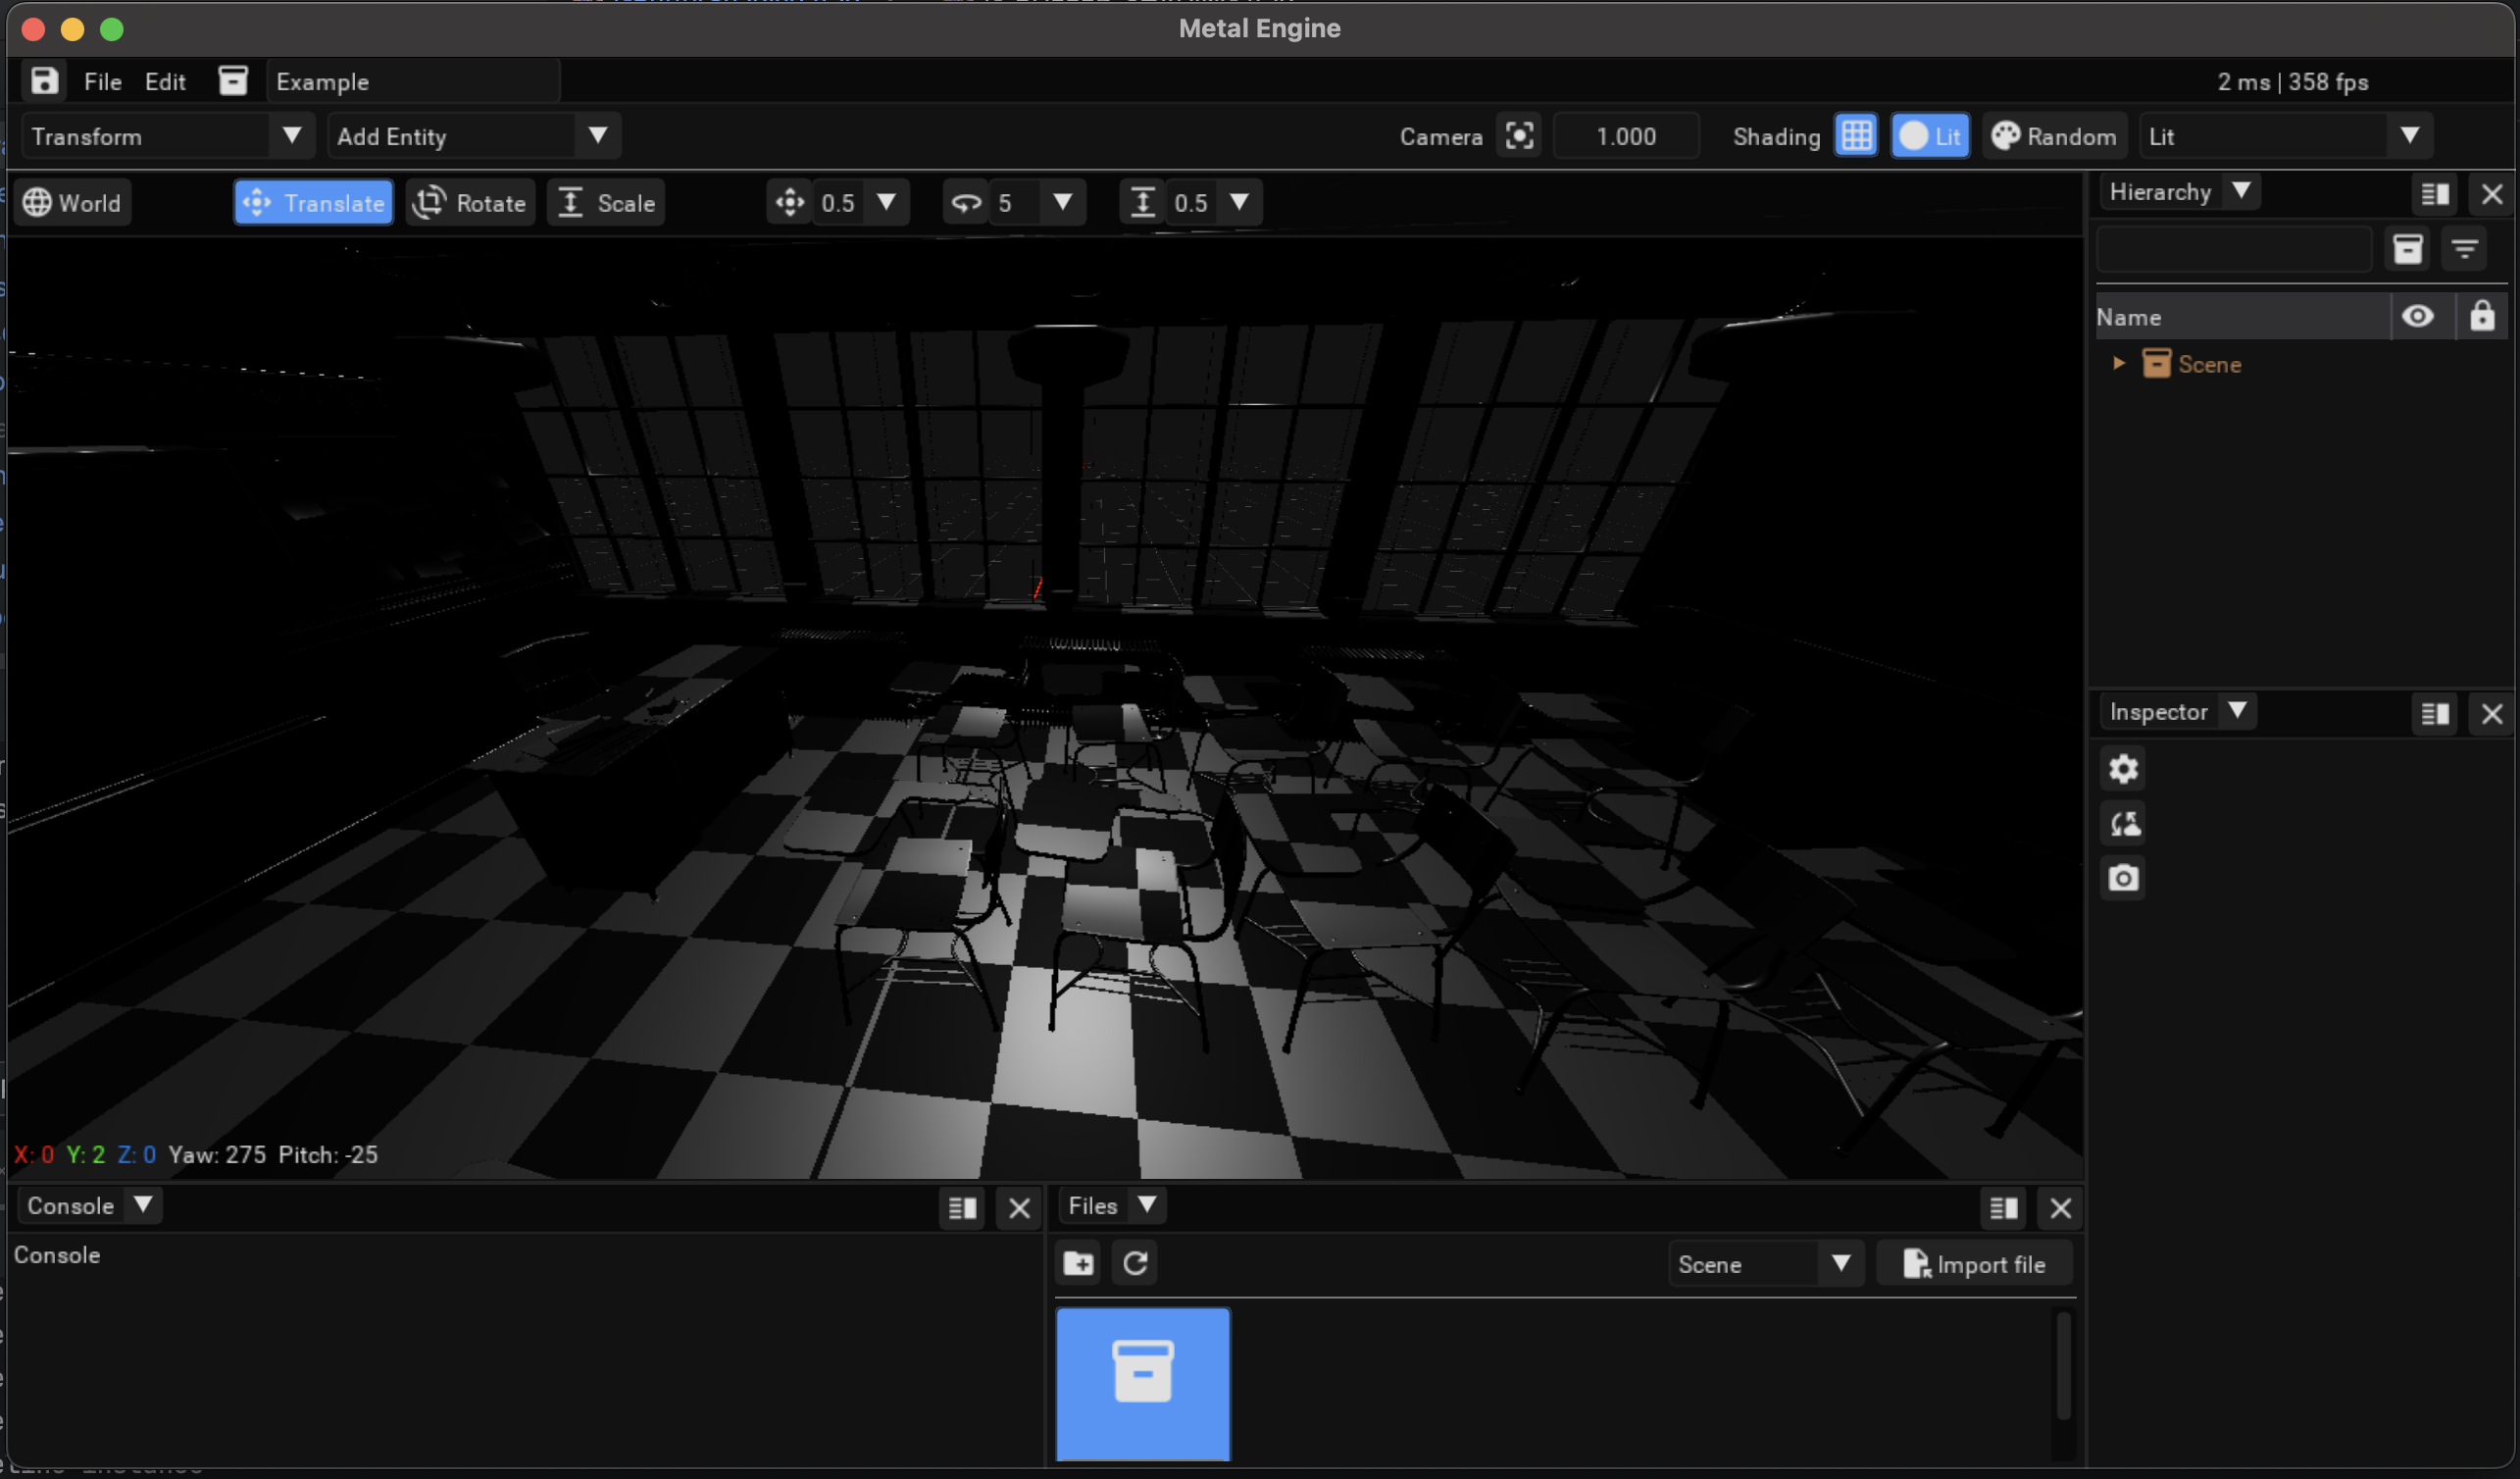 Metal Engine
File Edit Example 2 ms | 358 fps
Transform Add Entity Camera 1.000 Shading Lit Random Lit
World Translate Rotate Scale 0.5 5 0.5
Hierarchy
Name
Scene
Inspector
X: 0 Y: 2 Z: 0 Yaw: 275 Pitch: -25
Console
Files
Console
Scene Import file